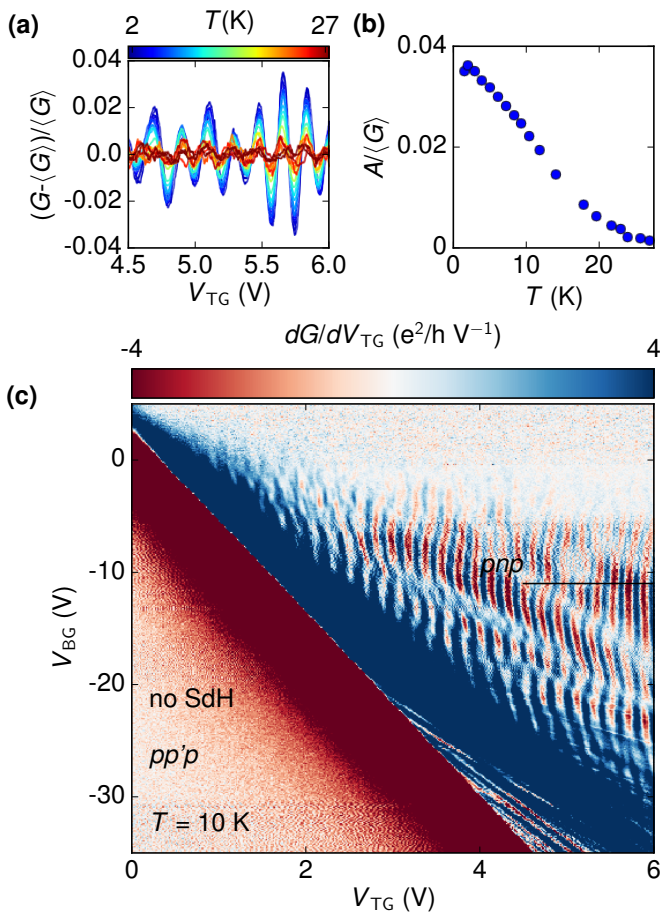 (a)
T(K)
2
27
(G-⟨G⟩)/⟨G⟩
0.04
0.02
0.0
-0.02
-0.04
4.5
5.0
5.5
6.0
V_TG (V)
(b)
A/⟨G⟩
0.04
0.02
0
0
10
20
T (K)
dG/dV_TG (e²/h V⁻¹)
-4
4
(c)
V_BG (V)
0
-10
-20
-30
pnp
no SdH
pp'p
T = 10 K
0
2
4
6
V_TG (V)